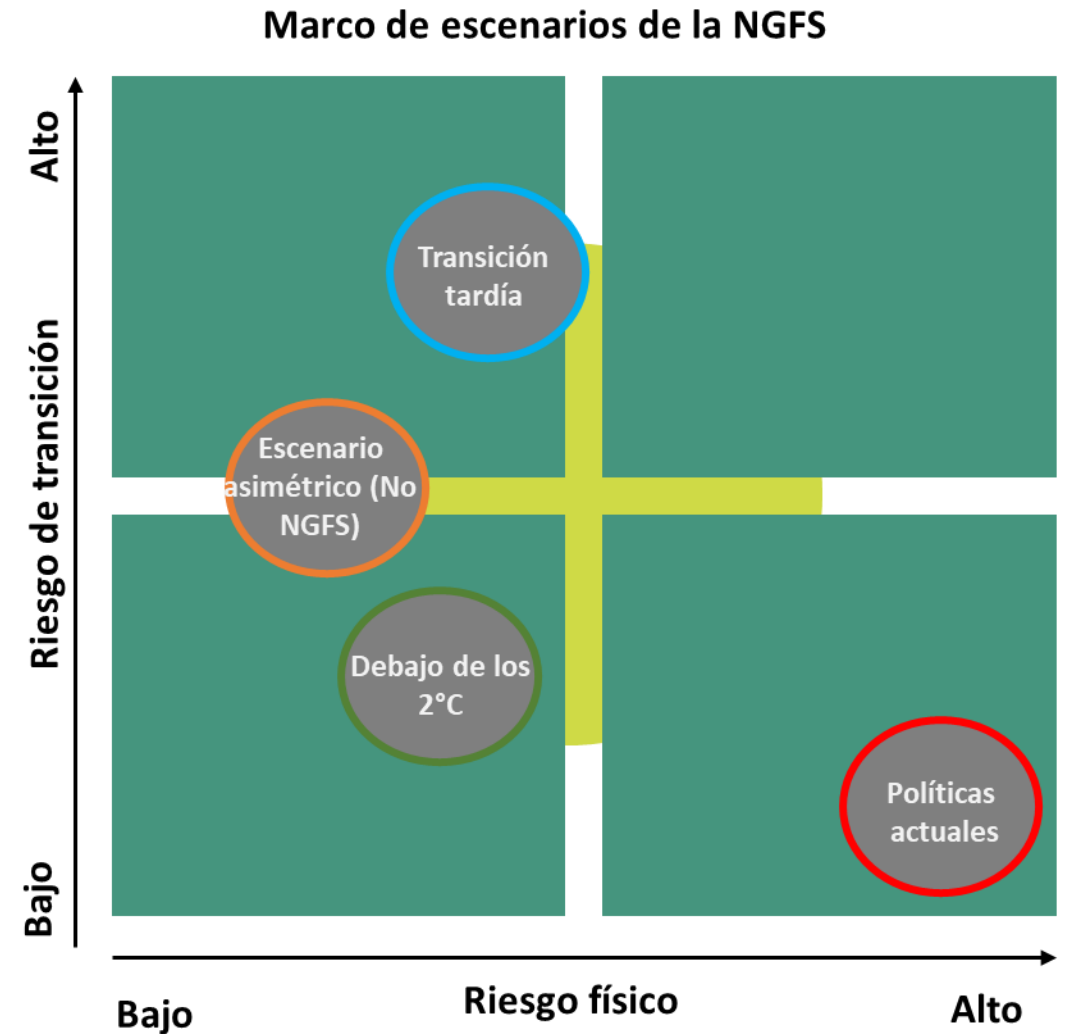 Marco de escenarios de la NGFS
Alto
Riesgo de transición
Bajo
Transición
tardía
Escenario
asimétrico (No
NGFS)
Debajo de los
2°C
Políticas
actuales
Bajo
Riesgo físico
Alto